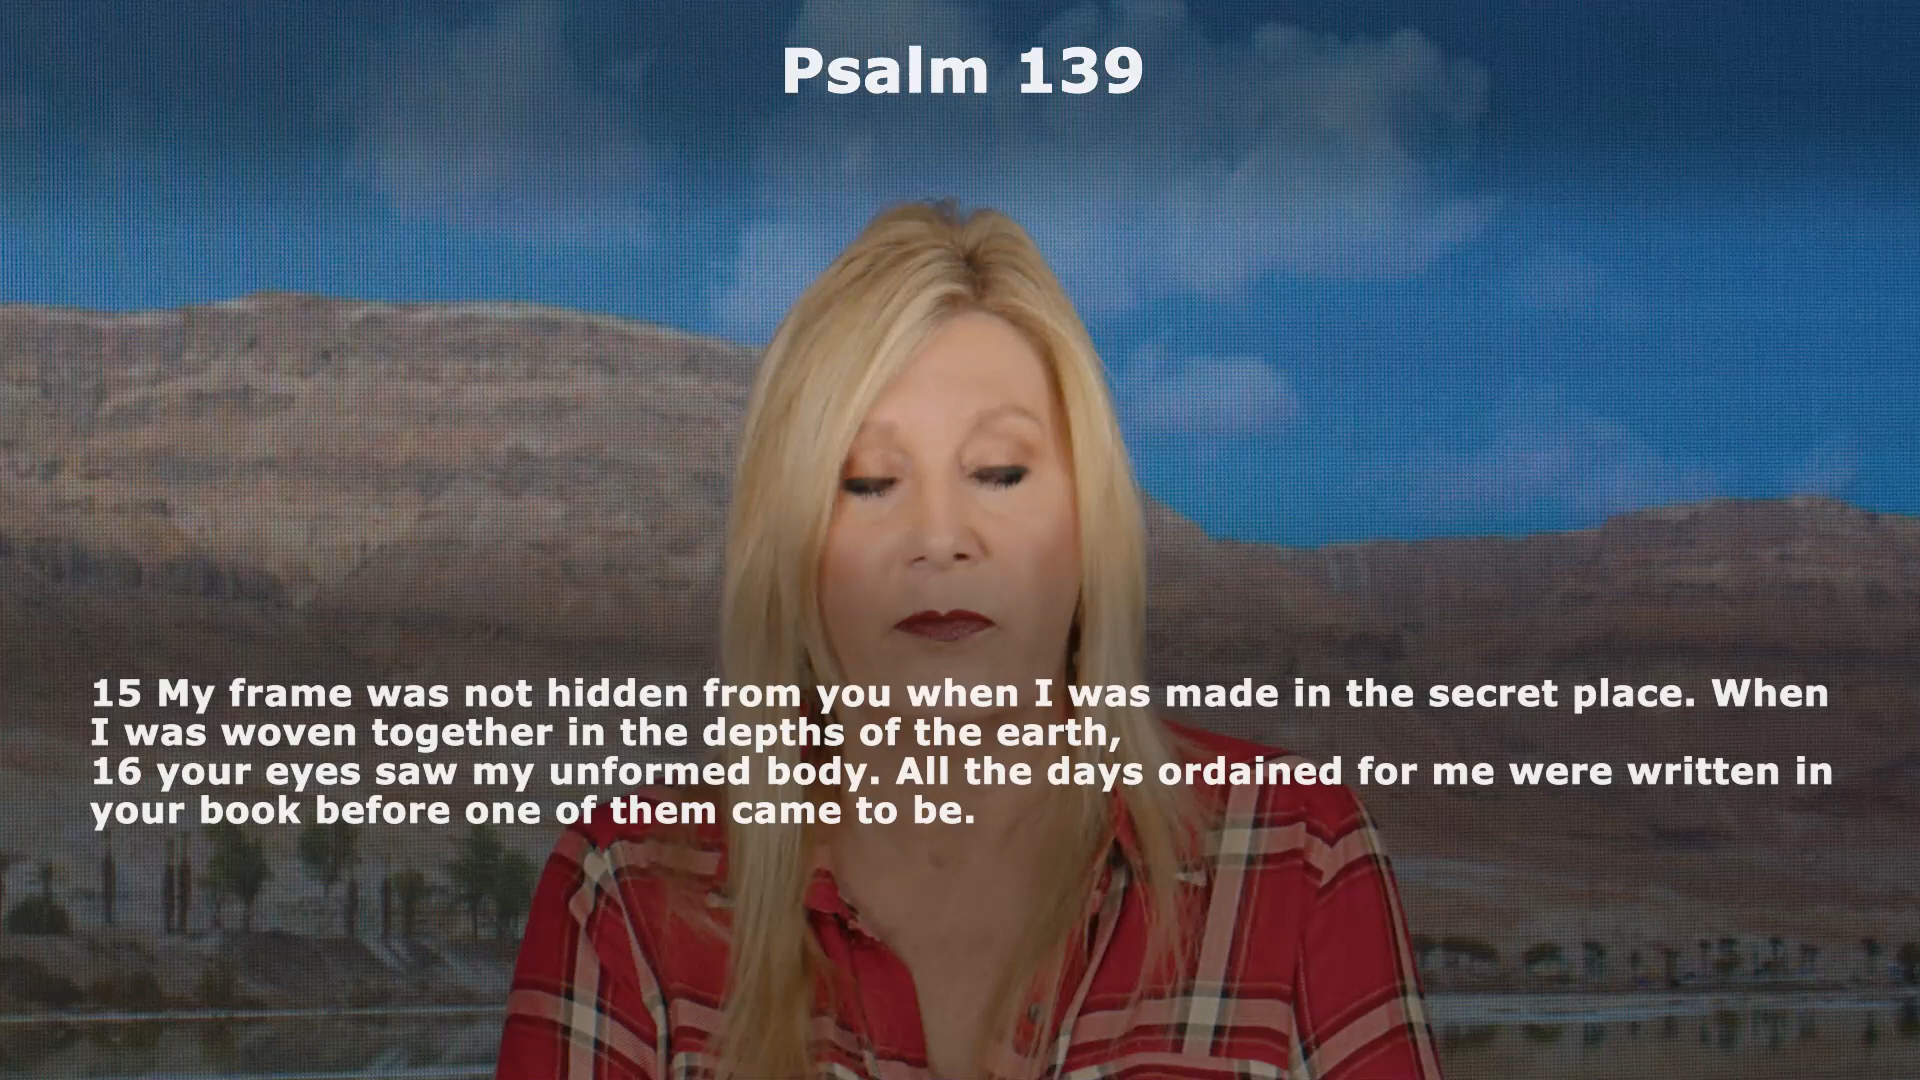 Psalm 139
15 My frame was not hidden from you when I was made in the secret place. When
I was woven together in the depths of the earth,
16 your eyes saw my unformed body. All the days ordained for me were written in
your book before one of them came to be.